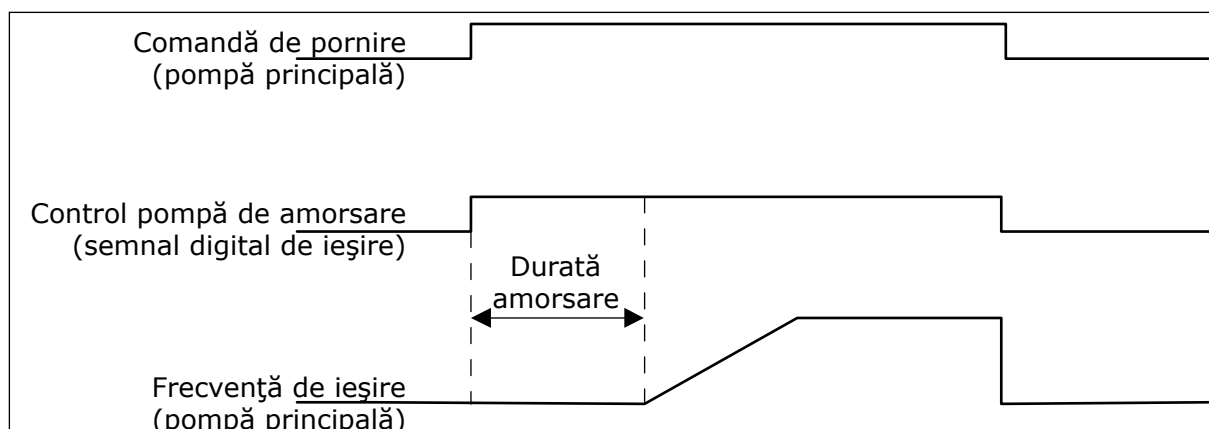 Comandă de pornire
(pompă principală)
Control pompă de amorsare
(semnal digital de ieşire)
Durată
amorsare
Frecvenţă de ieşire
(pompă principală)